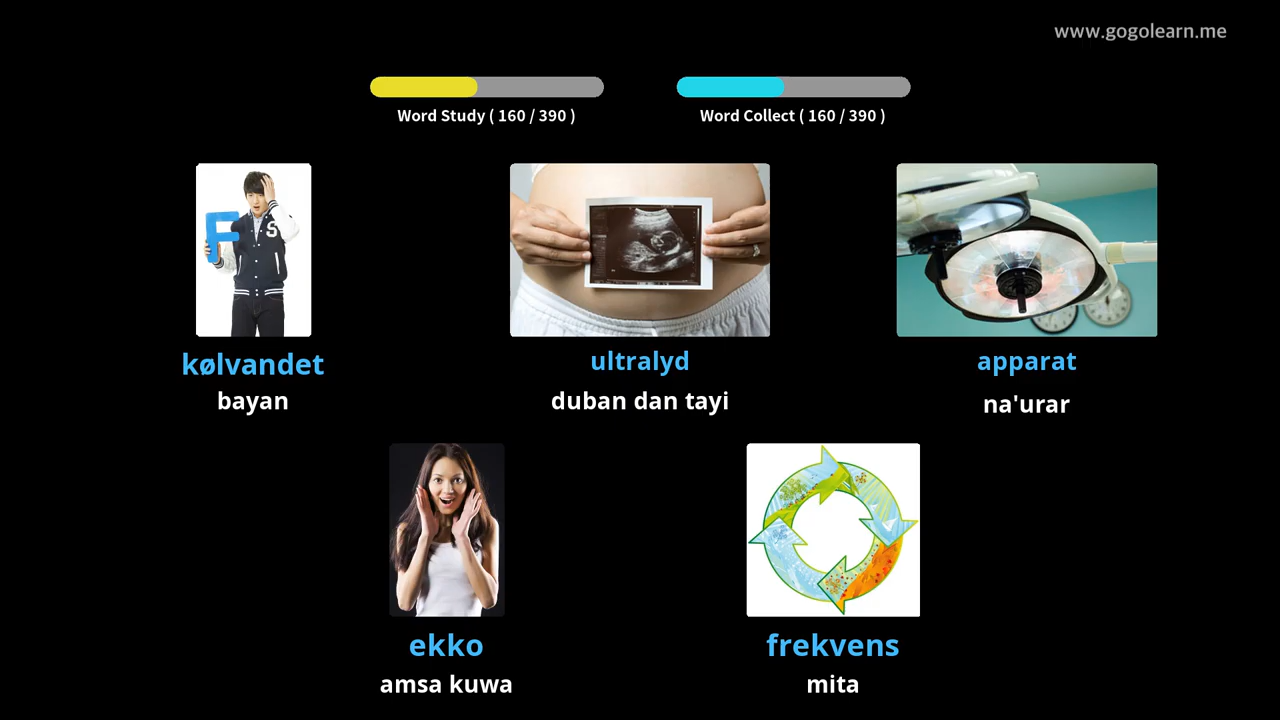 www.gogolearn.me
Word Study ( 160 / 390 )
Word Collect ( 160 / 390 )
F
S
kølvandet
bayan
ultralyd
duban dan tayi
apparat
na'urar
ekko
amsa kuwa
frekvens
mita